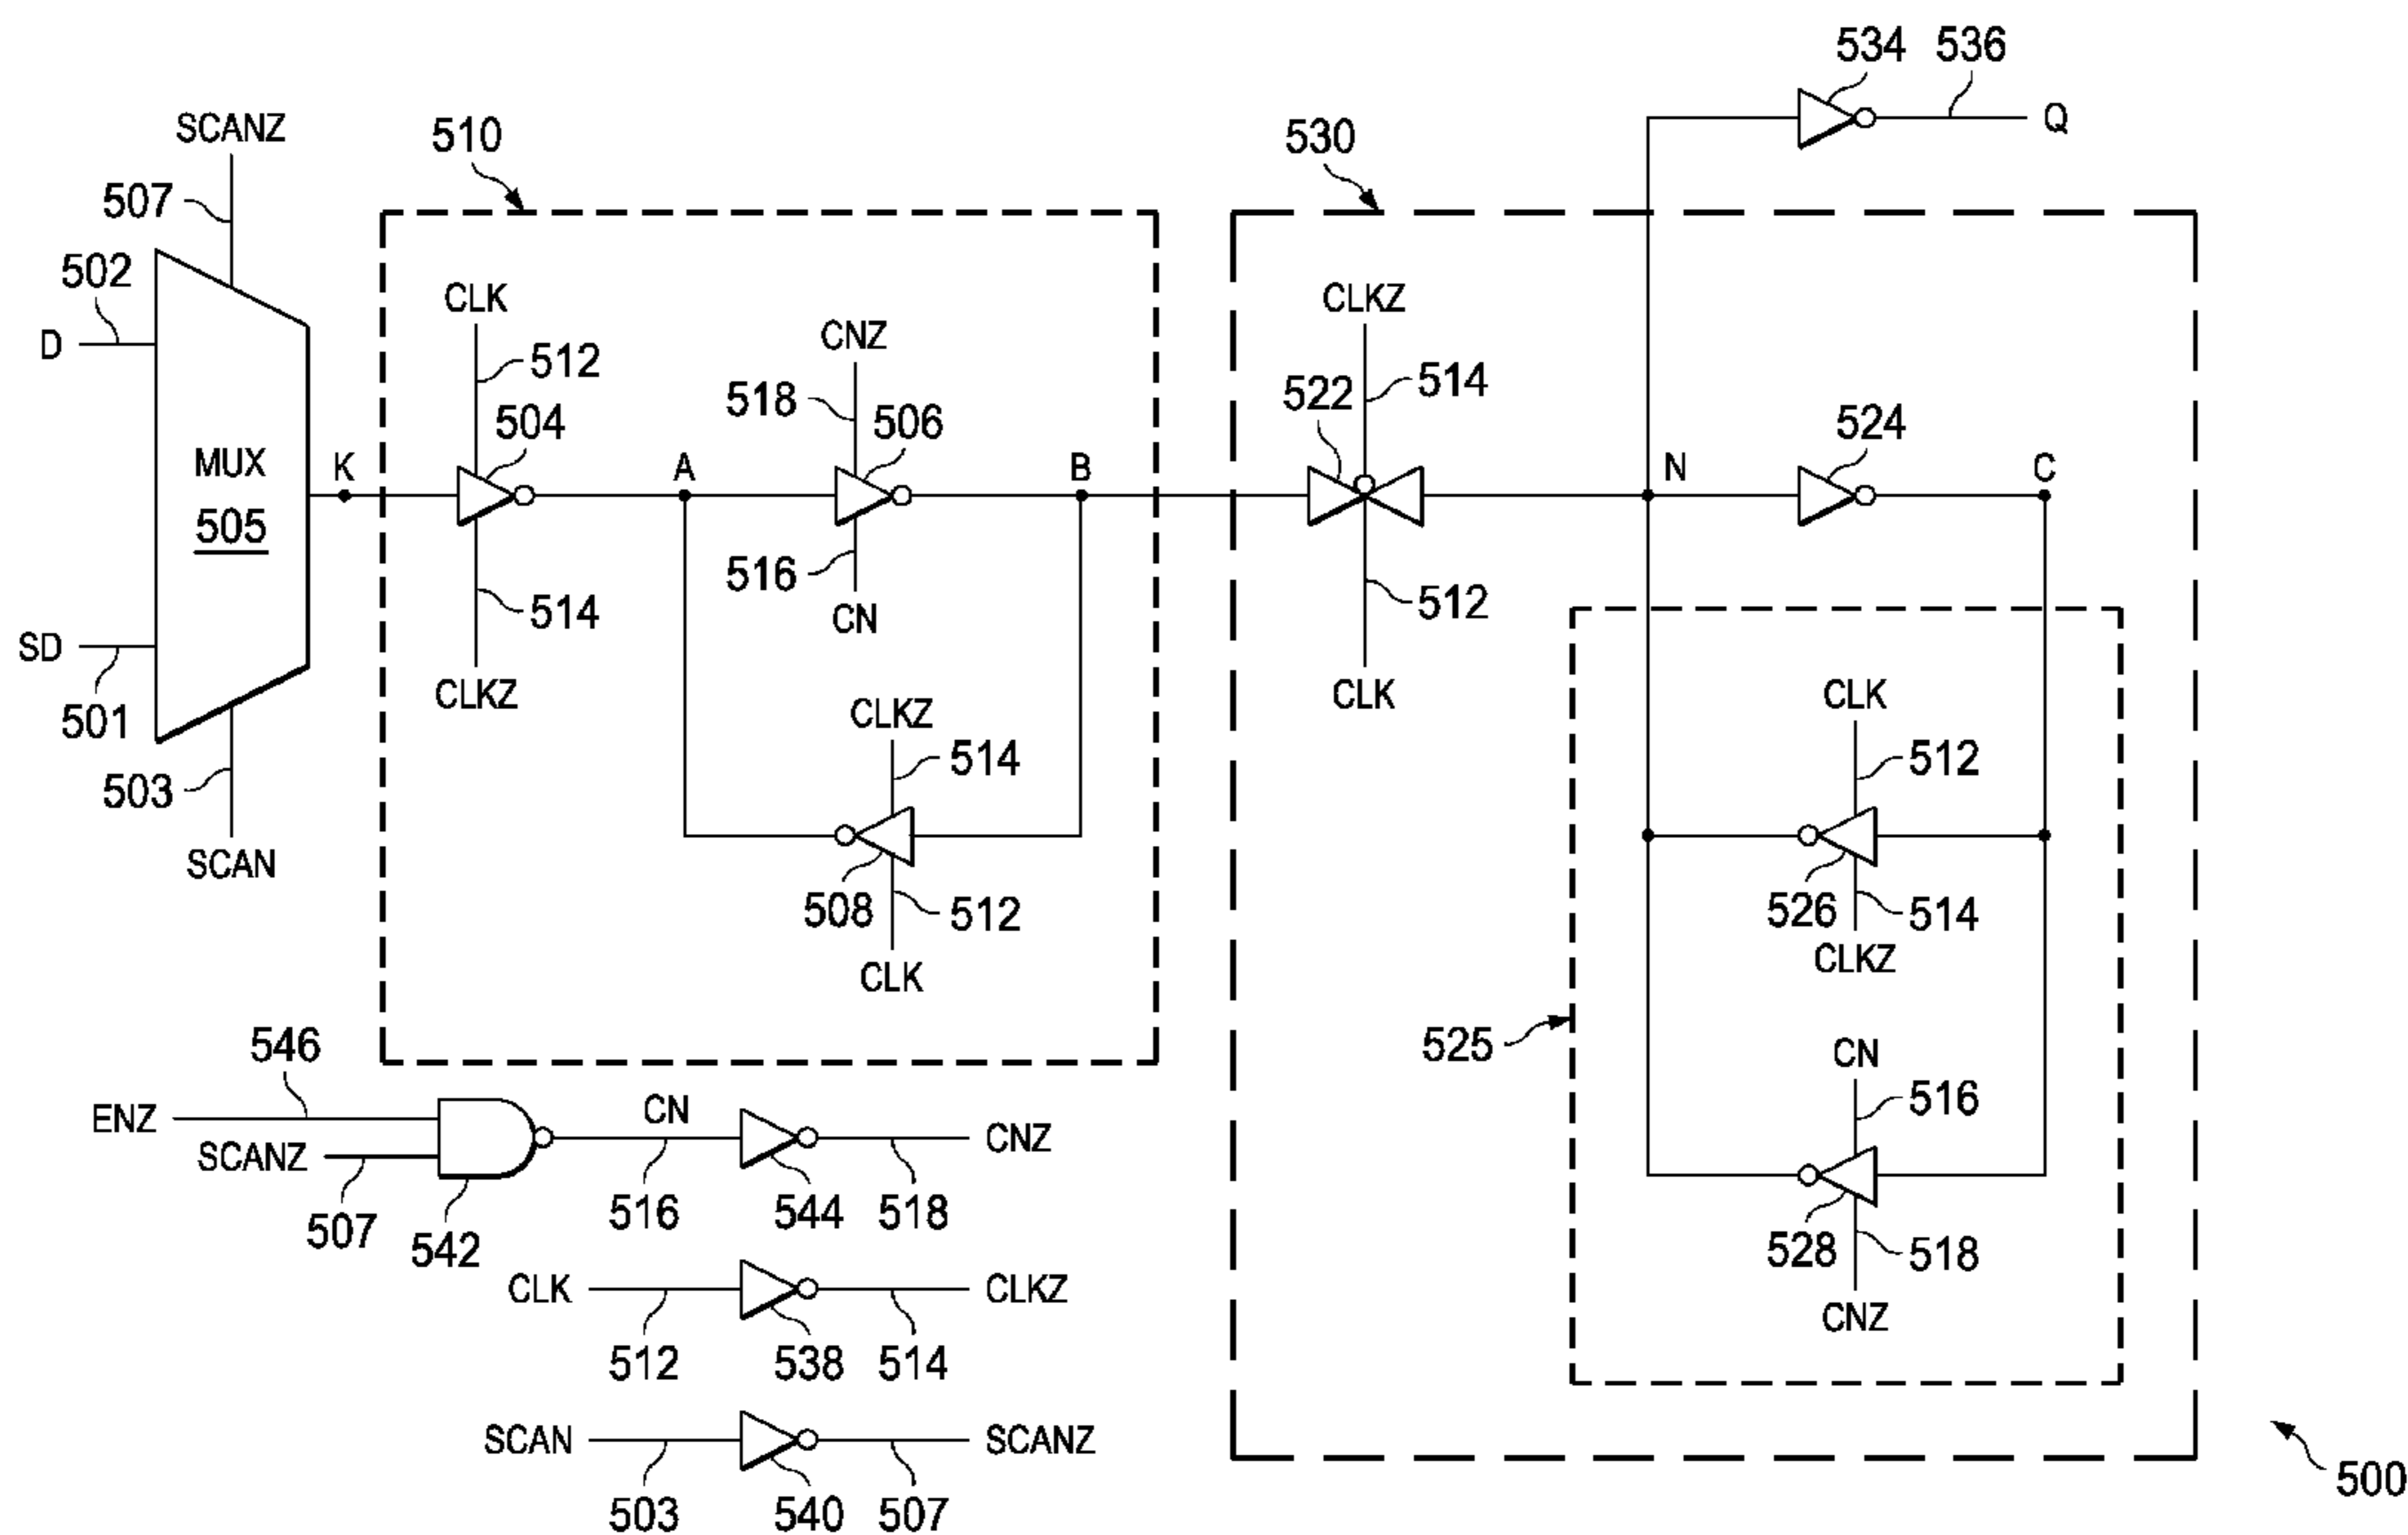 534 536
Q
SCANZ
507
510
530
502
D
CLK
512
504
CNZ
518
506
CLKZ
514
522
524
MUX
505
K
A
B
N
C
514
CLKZ
516
CN
512
CLK
SD
501
503
SCAN
CLKZ
514
508
512
CLK
CLK
512
526
514
CLKZ
525
CN
516
528
518
CNZ
546
ENZ
SCANZ
507
542
CN
516
544
518
CNZ
CLK
512
538
514
CLKZ
SCAN
503
540
507
SCANZ
500